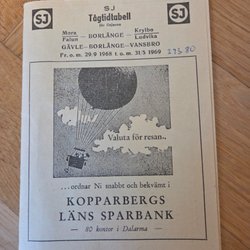 SJ
SJ
SJ
Tågtidtabell
för linjerna
Mora Krylbo
— BORLÄNGE —
Falun Ludvika
GÄVLE–BORLÄNGE–VANSBRO
Fr. o. m. 29/9 1968 t. o. m. 31/5 1969
Valuta för resan..
...ordnar Ni snabbt och bekvämt i
KOPPARBERGS
LÄNS SPARBANK
— 80 kontor i Dalarna —